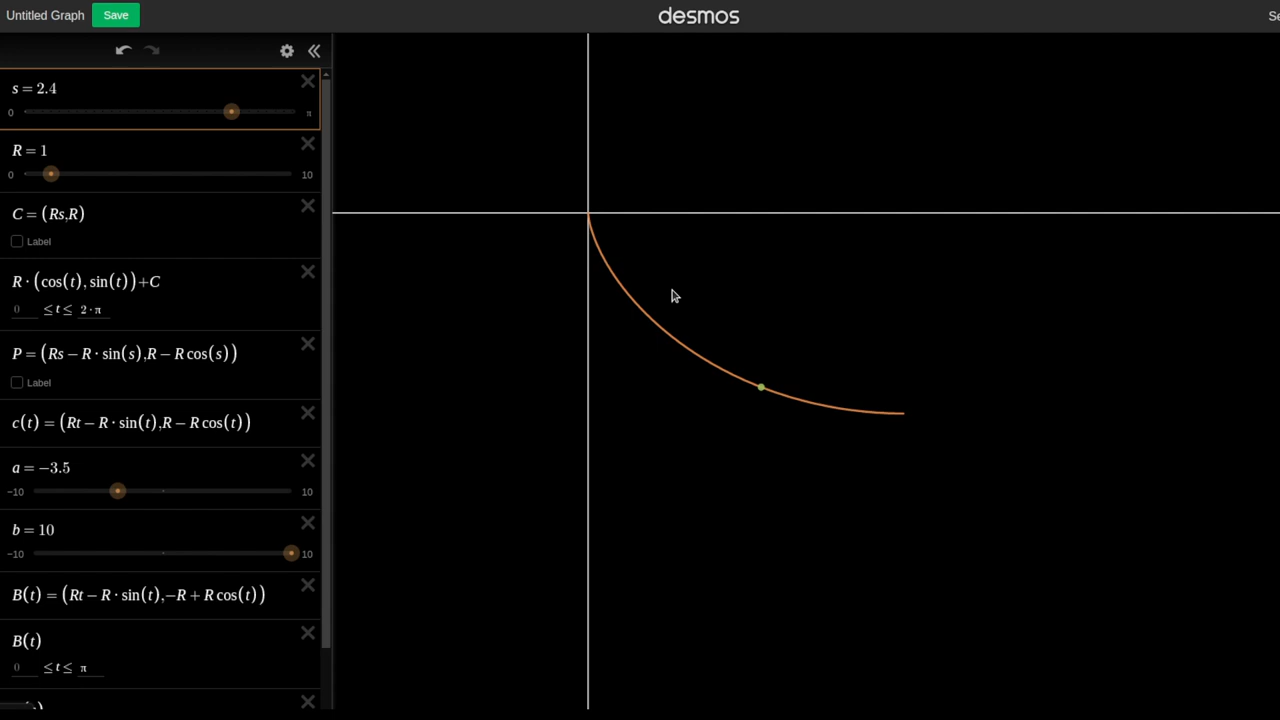 Untitled Graph Save desmos Se
s = 2.4
0 π
R = 1
0 10
C = (Rs,R)
Label
R · (cos(t), sin(t))+C
0 ≤ t ≤ 2 · π
P = (Rs − R · sin(s),R − R cos(s))
Label
c(t) = (Rt − R · sin(t),R − R cos(t))
a = −3.5
−10 10
b = 10
−10 10
B(t) = (Rt − R · sin(t),−R + R cos(t))
B(t)
0 ≤ t ≤ π